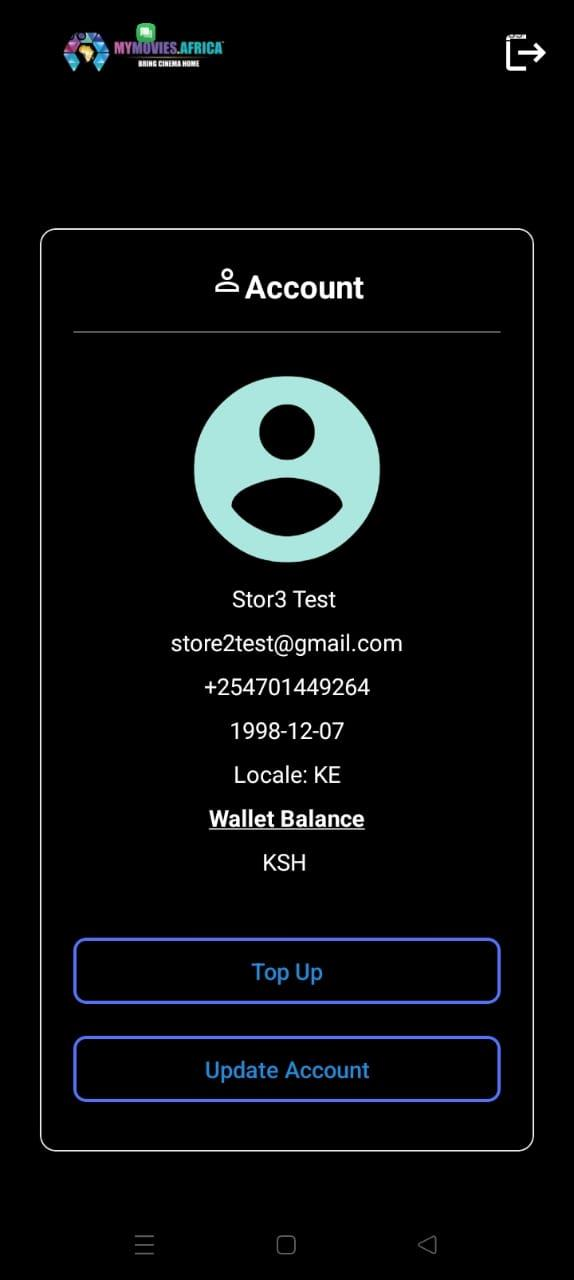 MYMOVIES.AFRICA
BRING CINEMA HOME
Account
Stor3 Test
store2test@gmail.com
+254701449264
1998-12-07
Locale: KE
Wallet Balance
KSH
Top Up
Update Account